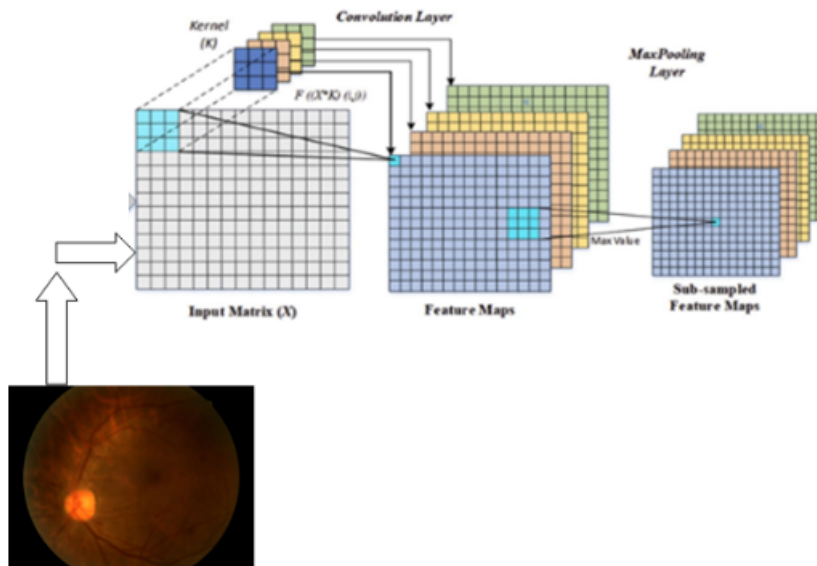 Kernel
(K)
Convolution Layer
MaxPooling
Layer
F ((X*K) (i,j))
Max Value
Input Matrix (X)
Feature Maps
Sub-sampled
Feature Maps